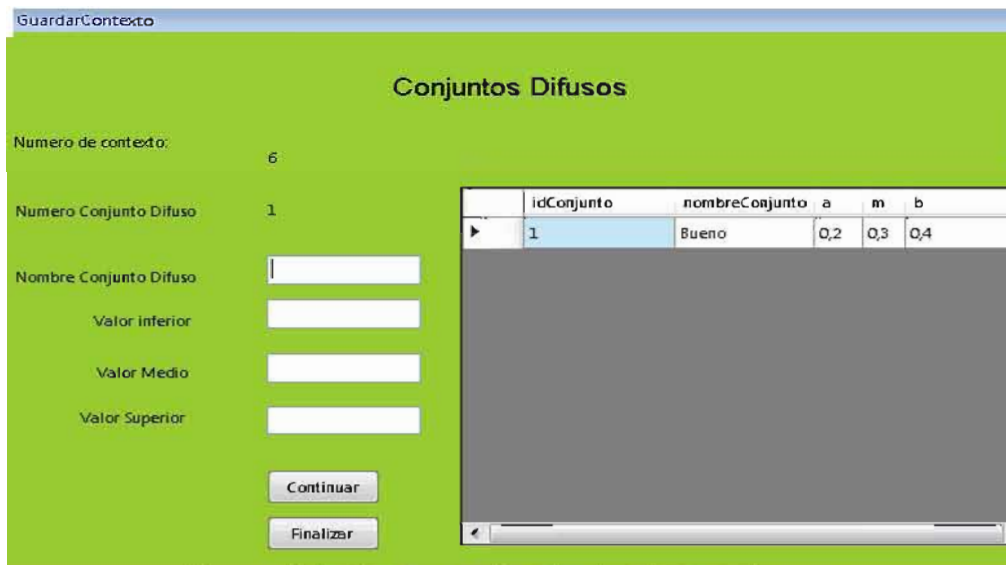 GuardarContexto
Conjuntos Difusos
Numero de contexto:
6
Numero Conjunto Difuso 1
Nombre Conjunto Difuso
Valor inferior
Valor Medio
Valor Superior
Continuar
Finalizar
idConjunto nombreConjunto a m b
1 Bueno 0,2 0,3 0,4